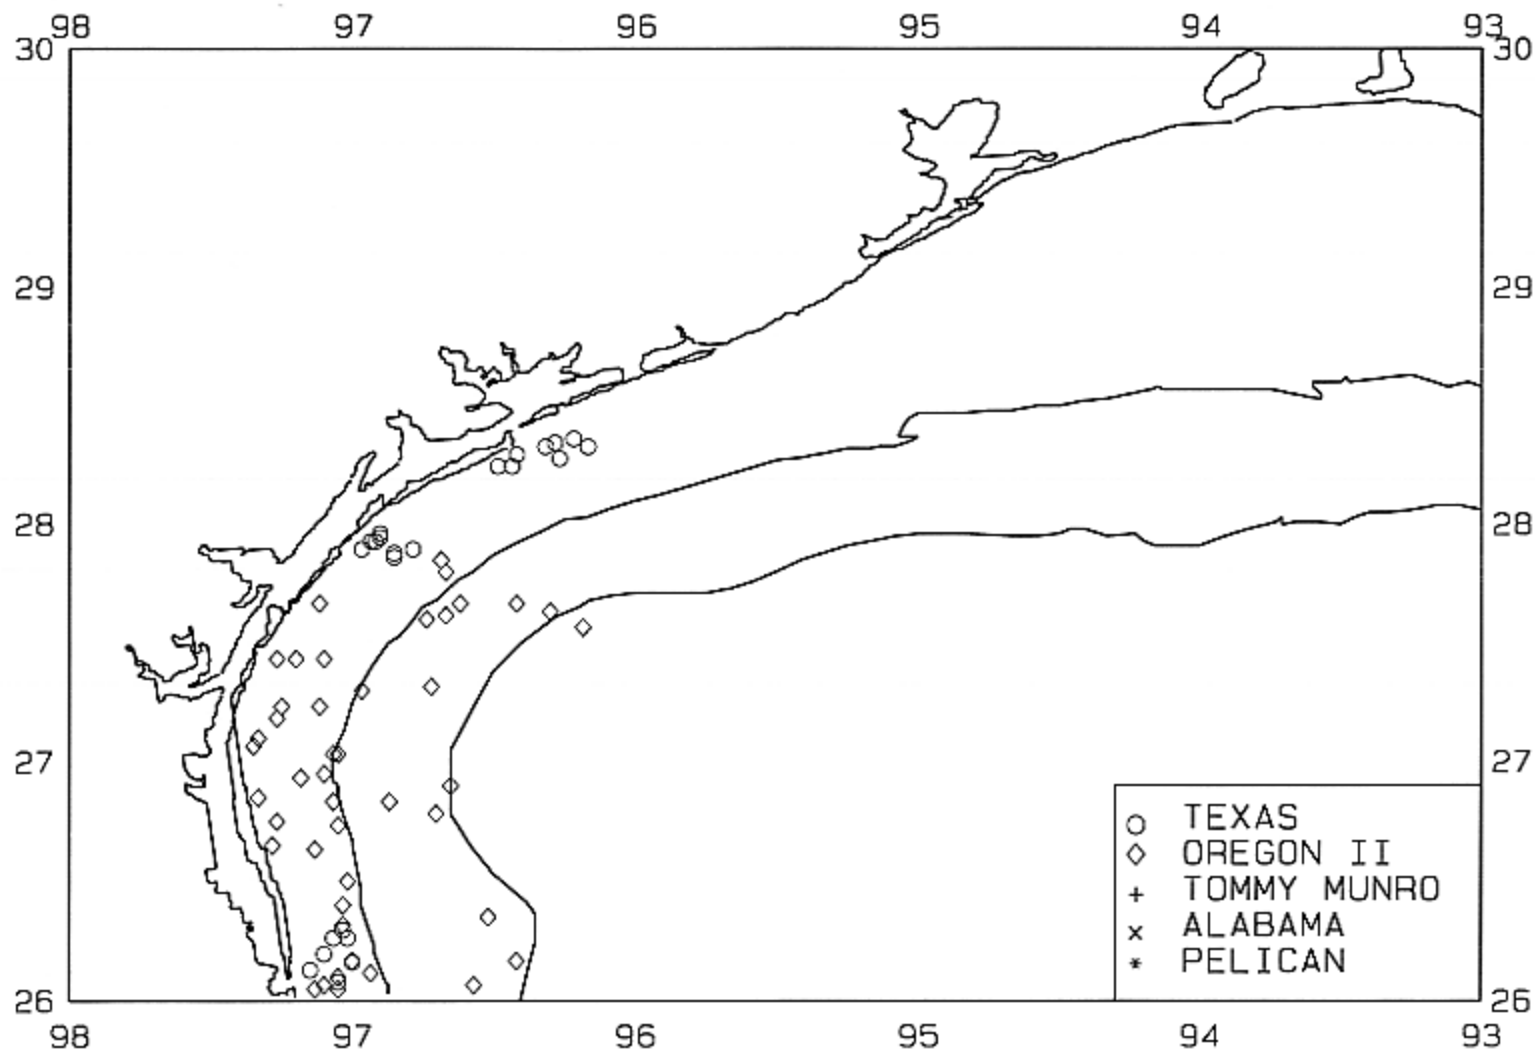 98 97 96 95 94 93
30 30
29 29
28 28
27 27
TEXAS
OREGON II
TOMMY MUNRO
ALABAMA
PELICAN
26 26
98 97 96 95 94 93